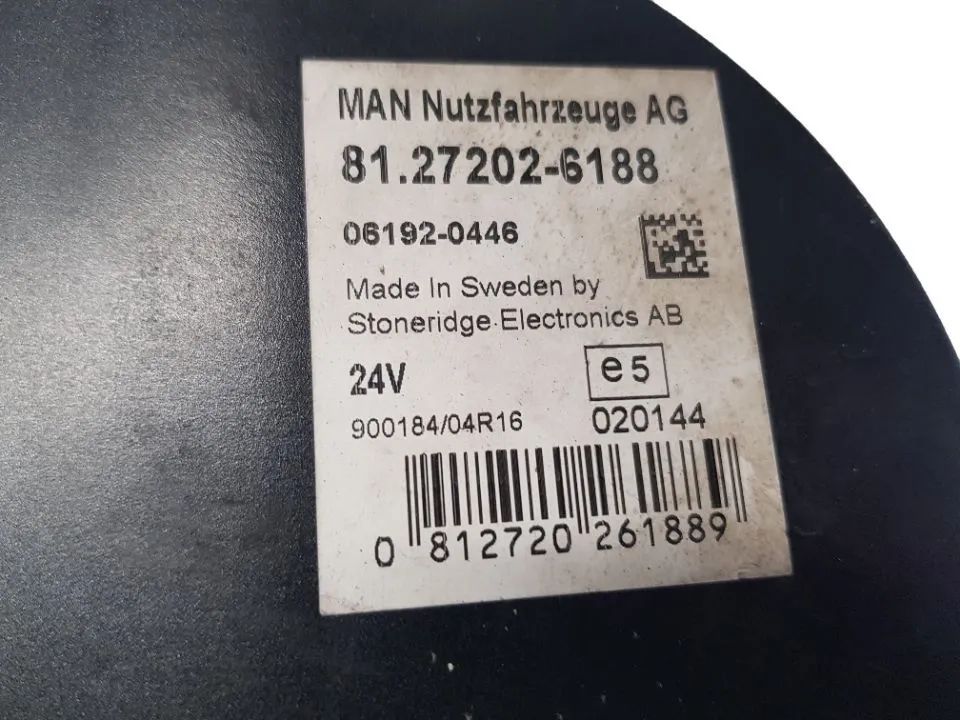 MAN Nutzfahrzeuge AG
81.27202-6188
06192-0446
Made In Sweden by
Stoneridge Electronics AB
24V
e5
900184/04R16
020144
0 812720 261889